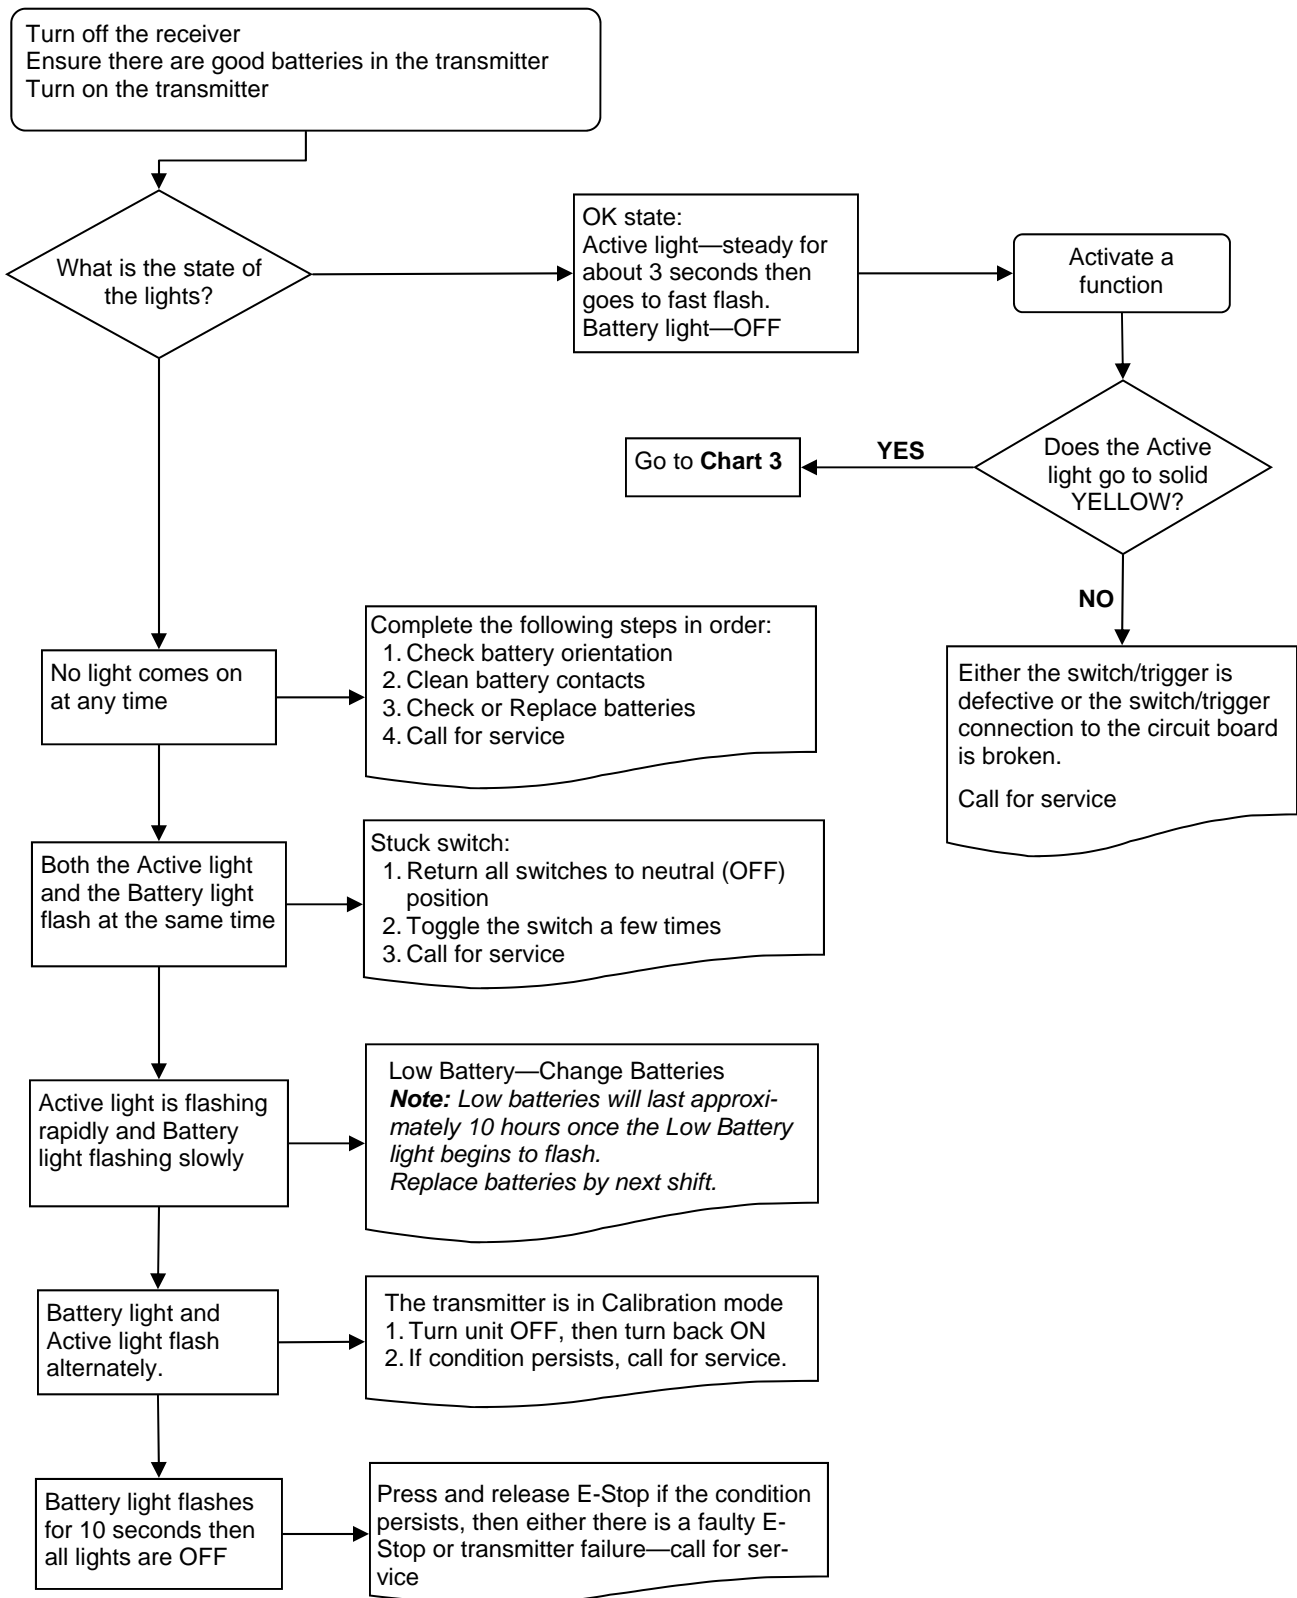 Turn off the receiver
Ensure there are good batteries in the transmitter
Turn on the transmitter
What is the state of
the lights?
OK state:
Active light—steady for
about 3 seconds then
goes to fast flash.
Battery light—OFF
Activate a
function
Does the Active
light go to solid
YELLOW?
YES
Go to Chart 3
NO
Either the switch/trigger is
defective or the switch/trigger
connection to the circuit board
is broken.
Call for service
No light comes on
at any time
Complete the following steps in order:
1. Check battery orientation
2. Clean battery contacts
3. Check or Replace batteries
4. Call for service
Both the Active light
and the Battery light
flash at the same time
Stuck switch:
1. Return all switches to neutral (OFF)
position
2. Toggle the switch a few times
3. Call for service
Active light is flashing
rapidly and Battery
light flashing slowly
Low Battery—Change Batteries
Note: Low batteries will last approxi-
mately 10 hours once the Low Battery
light begins to flash.
Replace batteries by next shift.
Battery light and
Active light flash
alternately.
The transmitter is in Calibration mode
1. Turn unit OFF, then turn back ON
2. If condition persists, call for service.
Battery light flashes
for 10 seconds then
all lights are OFF
Press and release E-Stop if the condition
persists, then either there is a faulty E-
Stop or transmitter failure—call for ser-
vice